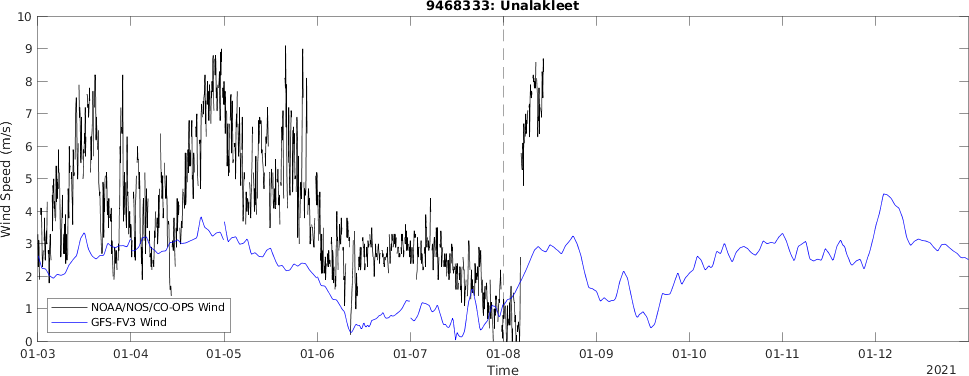 9468333: Unalakleet
Wind Speed (m/s)
10
9
8
7
6
5
4
3
2
1
0
NOAA/NOS/CO-OPS Wind
GFS-FV3 Wind
01-03 01-04 01-05 01-06 01-07 01-08 01-09 01-10 01-11 01-12
Time
2021